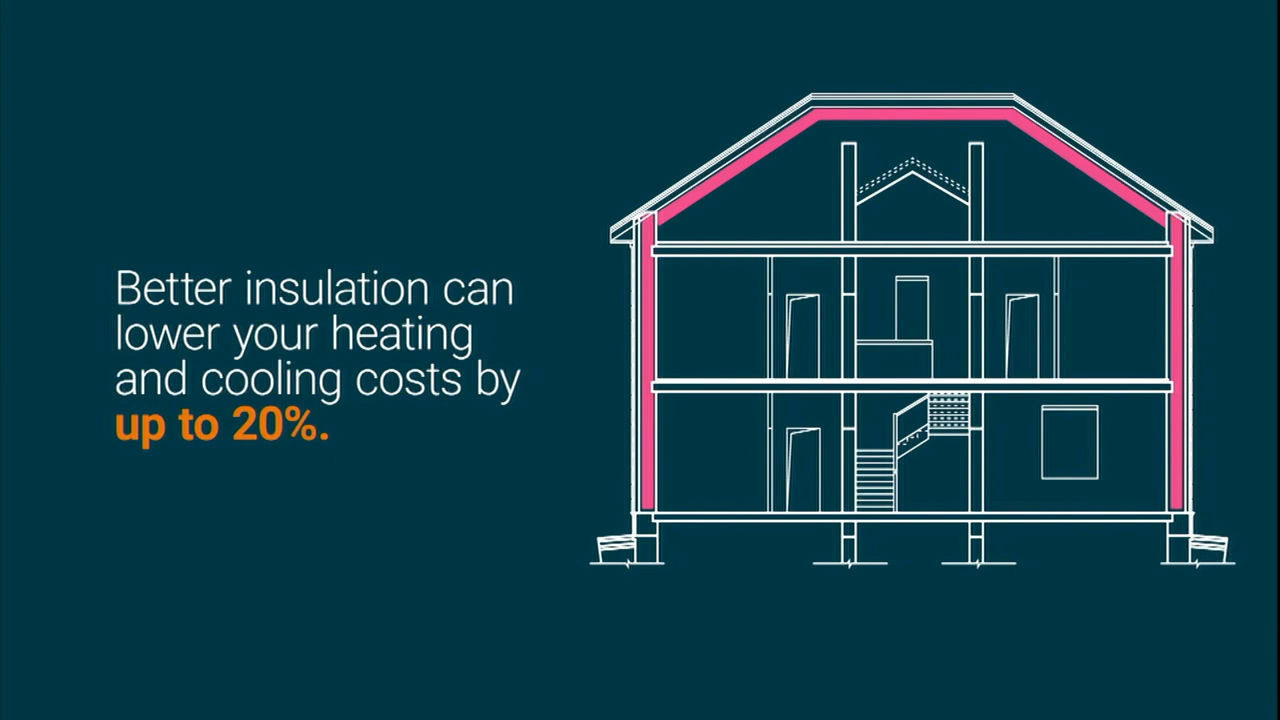 Better insulation can
lower your heating
and cooling costs by
up to 20%.